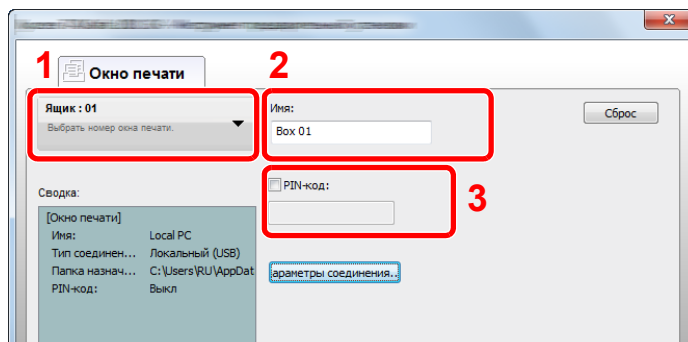 1
Окно печати
2
Ящик : 01
Выбрать номер окна печати.
Имя:
Box 01
Сброс
PIN-код:
3
Сводка:
[Окно печати]
Имя: Local PC
Тип соединен... Локальный (USB)
Папка назнач... C:\Users\RU\AppDat
PIN-код: Выкл
араметры соединения..